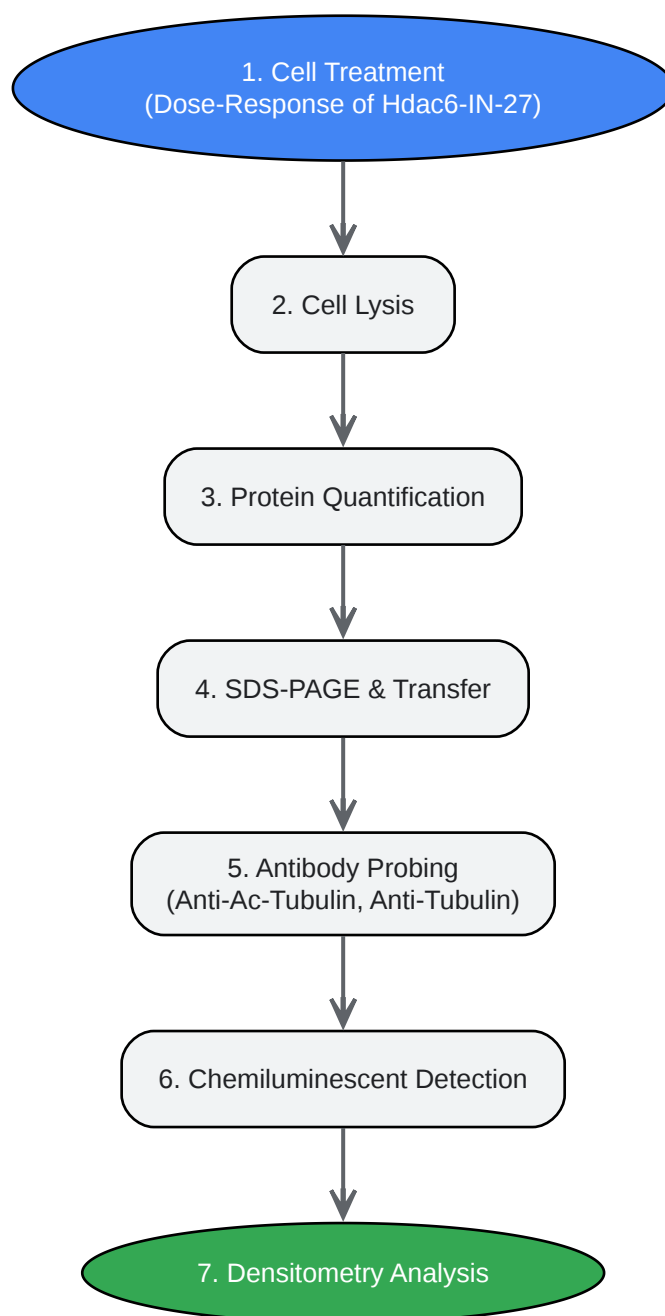 1. Cell Treatment
(Dose-Response of Hdac6-IN-27)
2. Cell Lysis
3. Protein Quantification
4. SDS-PAGE & Transfer
5. Antibody Probing
(Anti-Ac-Tubulin, Anti-Tubulin)
6. Chemiluminescent Detection
7. Densitometry Analysis